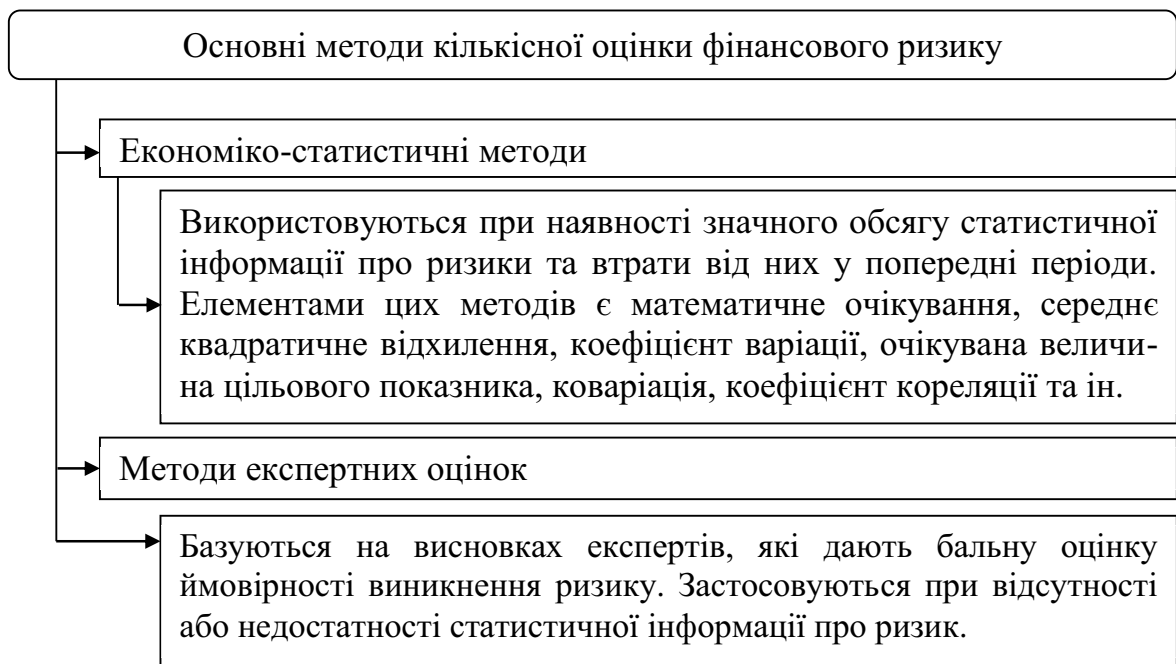 Основні методи кількісної оцінки фінансового ризику
Економіко-статистичні методи
Використовуються при наявності значного обсягу статистичної
інформації про ризики та втрати від них у попередні періоди.
Елементами цих методів є математичне очікування, середнє
квадратичне відхилення, коефіцієнт варіації, очікувана величи-
на цільового показника, коваріація, коефіцієнт кореляції та ін.
Методи експертних оцінок
Базуються на висновках експертів, які дають бальну оцінку
ймовірності виникнення ризику. Застосовуються при відсутності
або недостатності статистичної інформації про ризик.